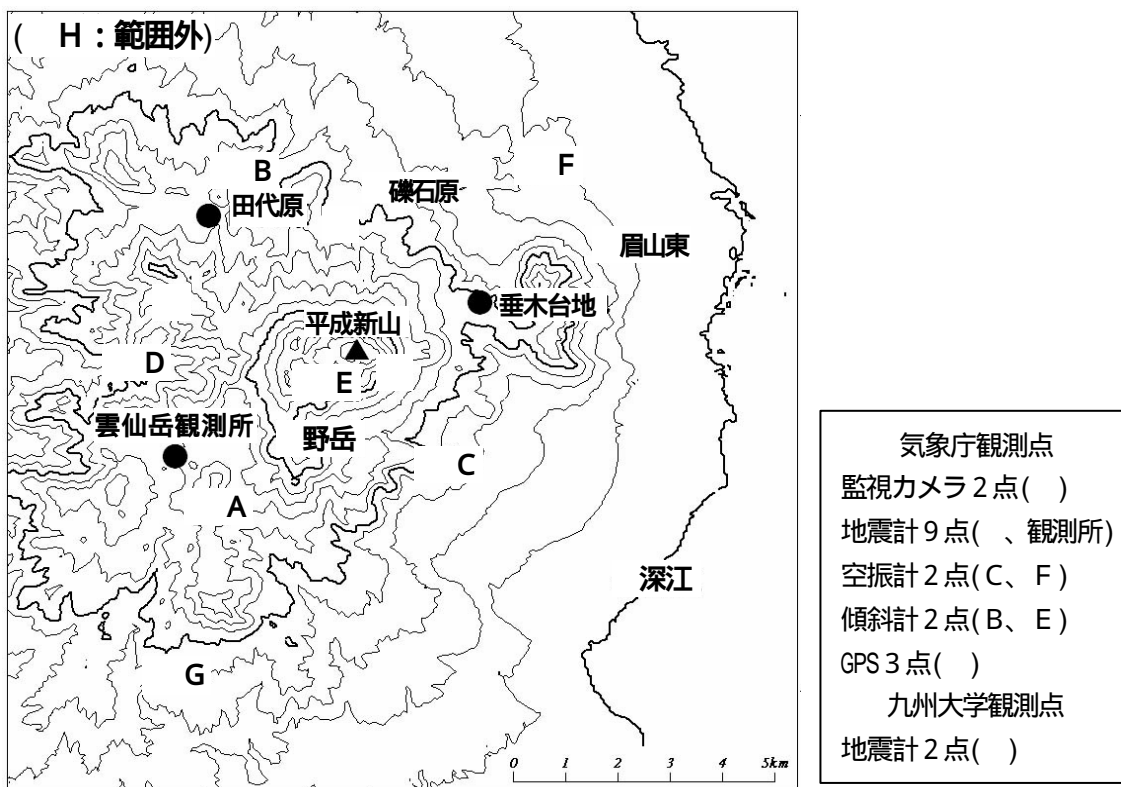 ( H：範囲外)
F
B
礫石原
田代原
眉山東
垂木台地
平成新山
D
E
雲仙岳観測所
野岳
C
A
深江
G
0 1 2 3 4 5km
気象庁観測点
監視カメラ２点( )
地震計９点( 、観測所)
空振計２点(Ｃ、Ｆ)
傾斜計２点(Ｂ、Ｅ)
GPS３点( )
九州大学観測点
地震計２点( )